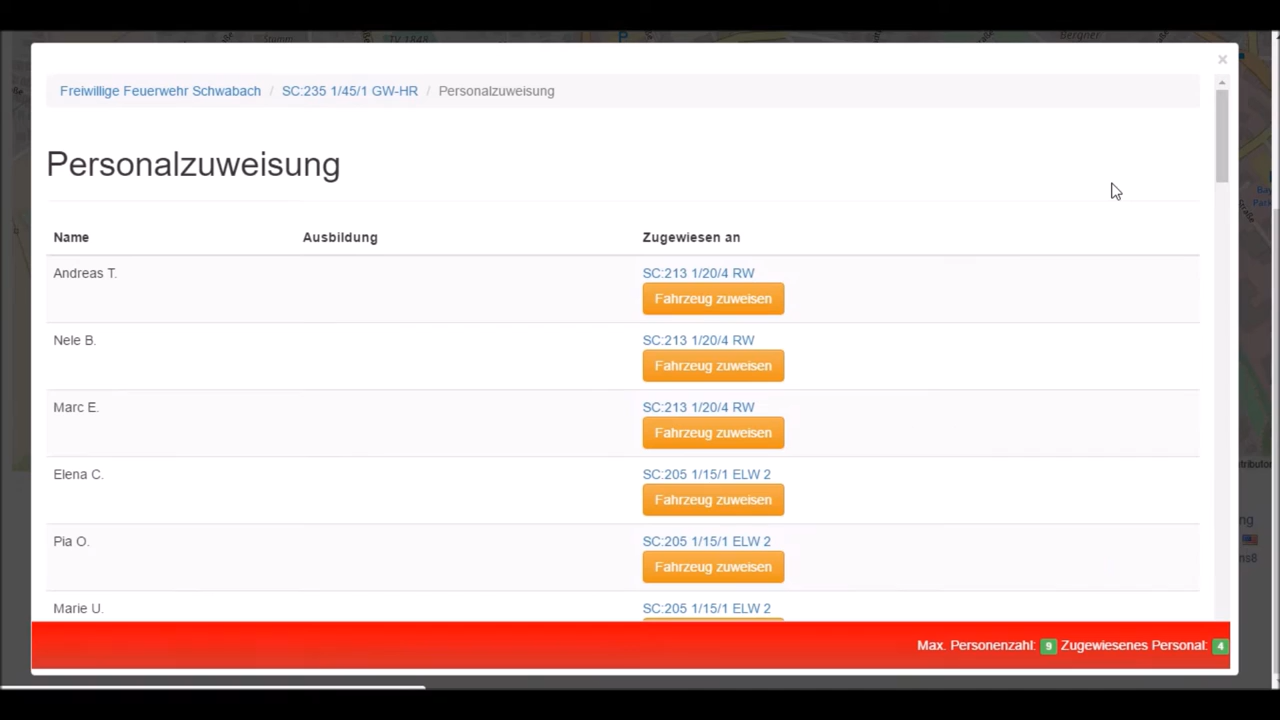 Stamm
TV 1848
P
Bergner
×
Freiwillige Feuerwehr Schwabach / SC:235 1/45/1 GW-HR / Personalzuweisung
Personalzuweisung
Name Ausbildung Zugewiesen an
Andreas T. SC:213 1/20/4 RW
Fahrzeug zuweisen
Nele B. SC:213 1/20/4 RW
Fahrzeug zuweisen
Marc E. SC:213 1/20/4 RW
Fahrzeug zuweisen
Elena C. SC:205 1/15/1 ELW 2
Fahrzeug zuweisen
Pia O. SC:205 1/15/1 ELW 2
Fahrzeug zuweisen
Marie U. SC:205 1/15/1 ELW 2
Max. Personenzahl: 9 Zugewiesenes Personal: 4